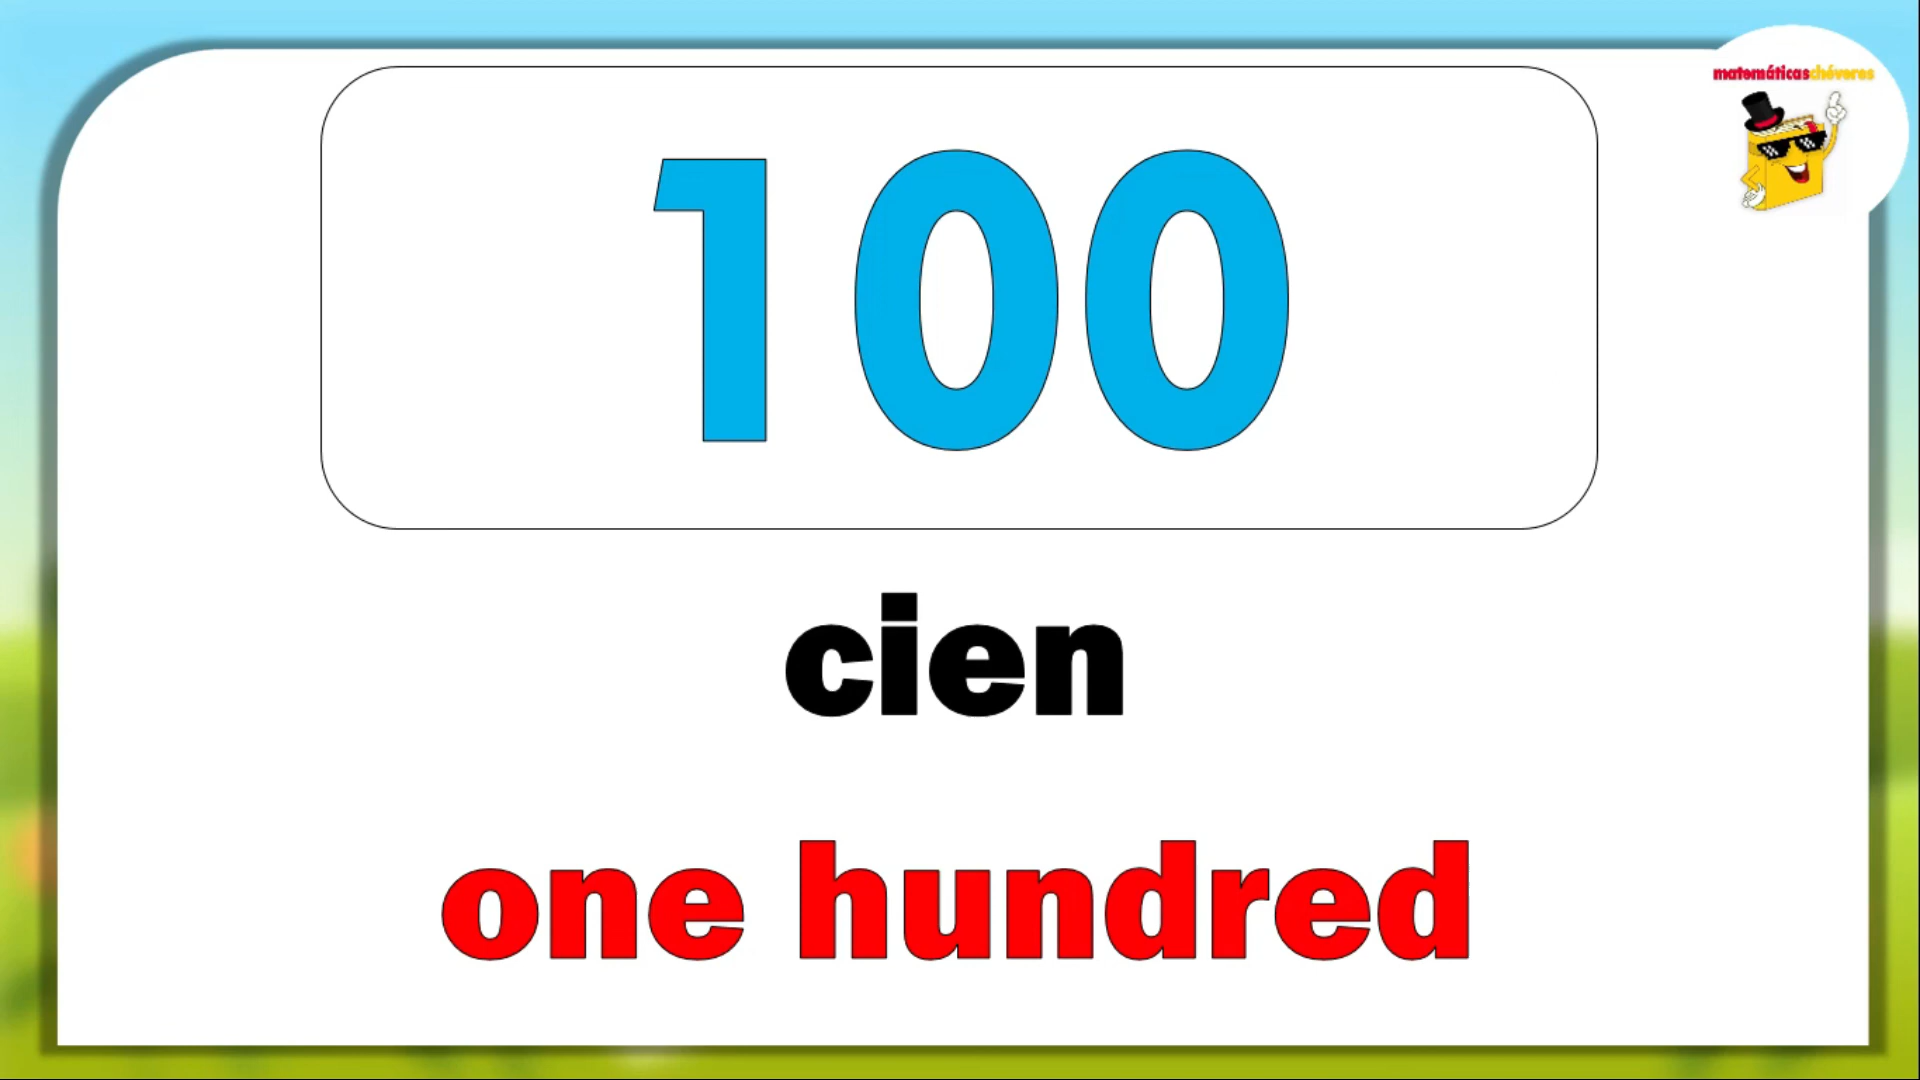 matemáticaschéveres
100
cien
one hundred